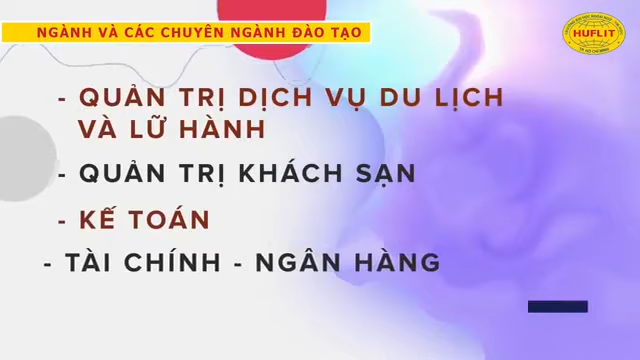 NGÀNH VÀ CÁC CHUYÊN NGÀNH ĐÀO TẠO
HUFLIT
- QUẢN TRỊ DỊCH VỤ DU LỊCH
VÀ LỮ HÀNH
- QUẢN TRỊ KHÁCH SẠN
- KẾ TOÁN
- TÀI CHÍNH - NGÂN HÀNG